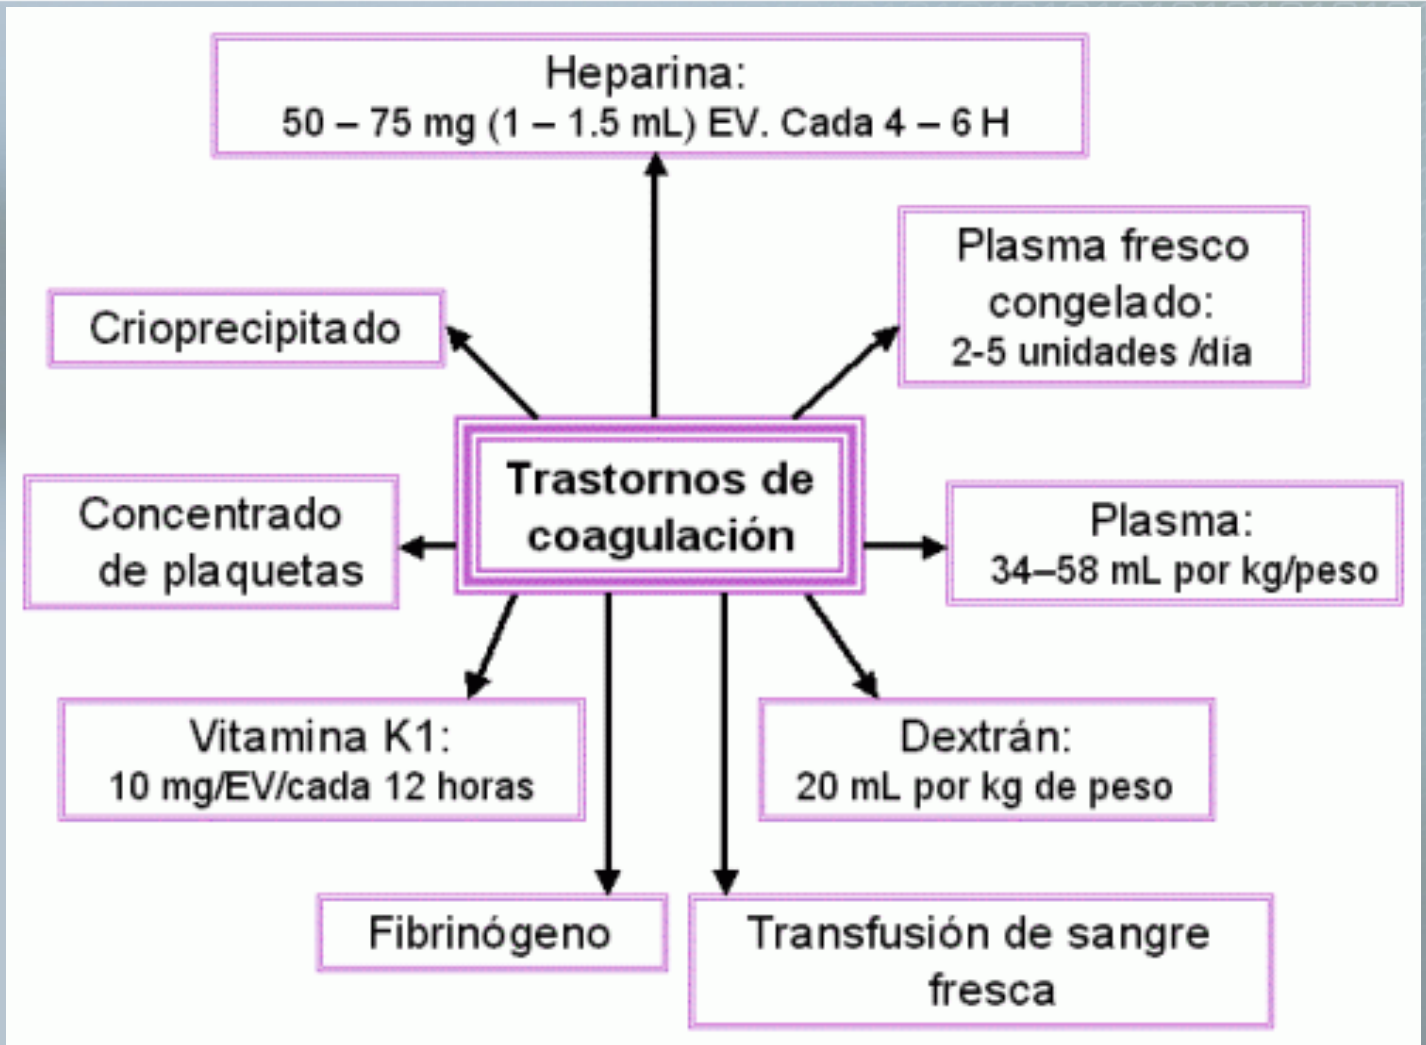 Heparina:
50 – 75 mg (1 – 1.5 mL) EV. Cada 4 – 6 H
Plasma fresco
congelado:
2-5 unidades /día
Crioprecipitado
Trastornos de
coagulación
Concentrado
de plaquetas
Plasma:
34–58 mL por kg/peso
Vitamina K1:
10 mg/EV/cada 12 horas
Dextrán:
20 mL por kg de peso
Fibrinógeno
Transfusión de sangre
fresca